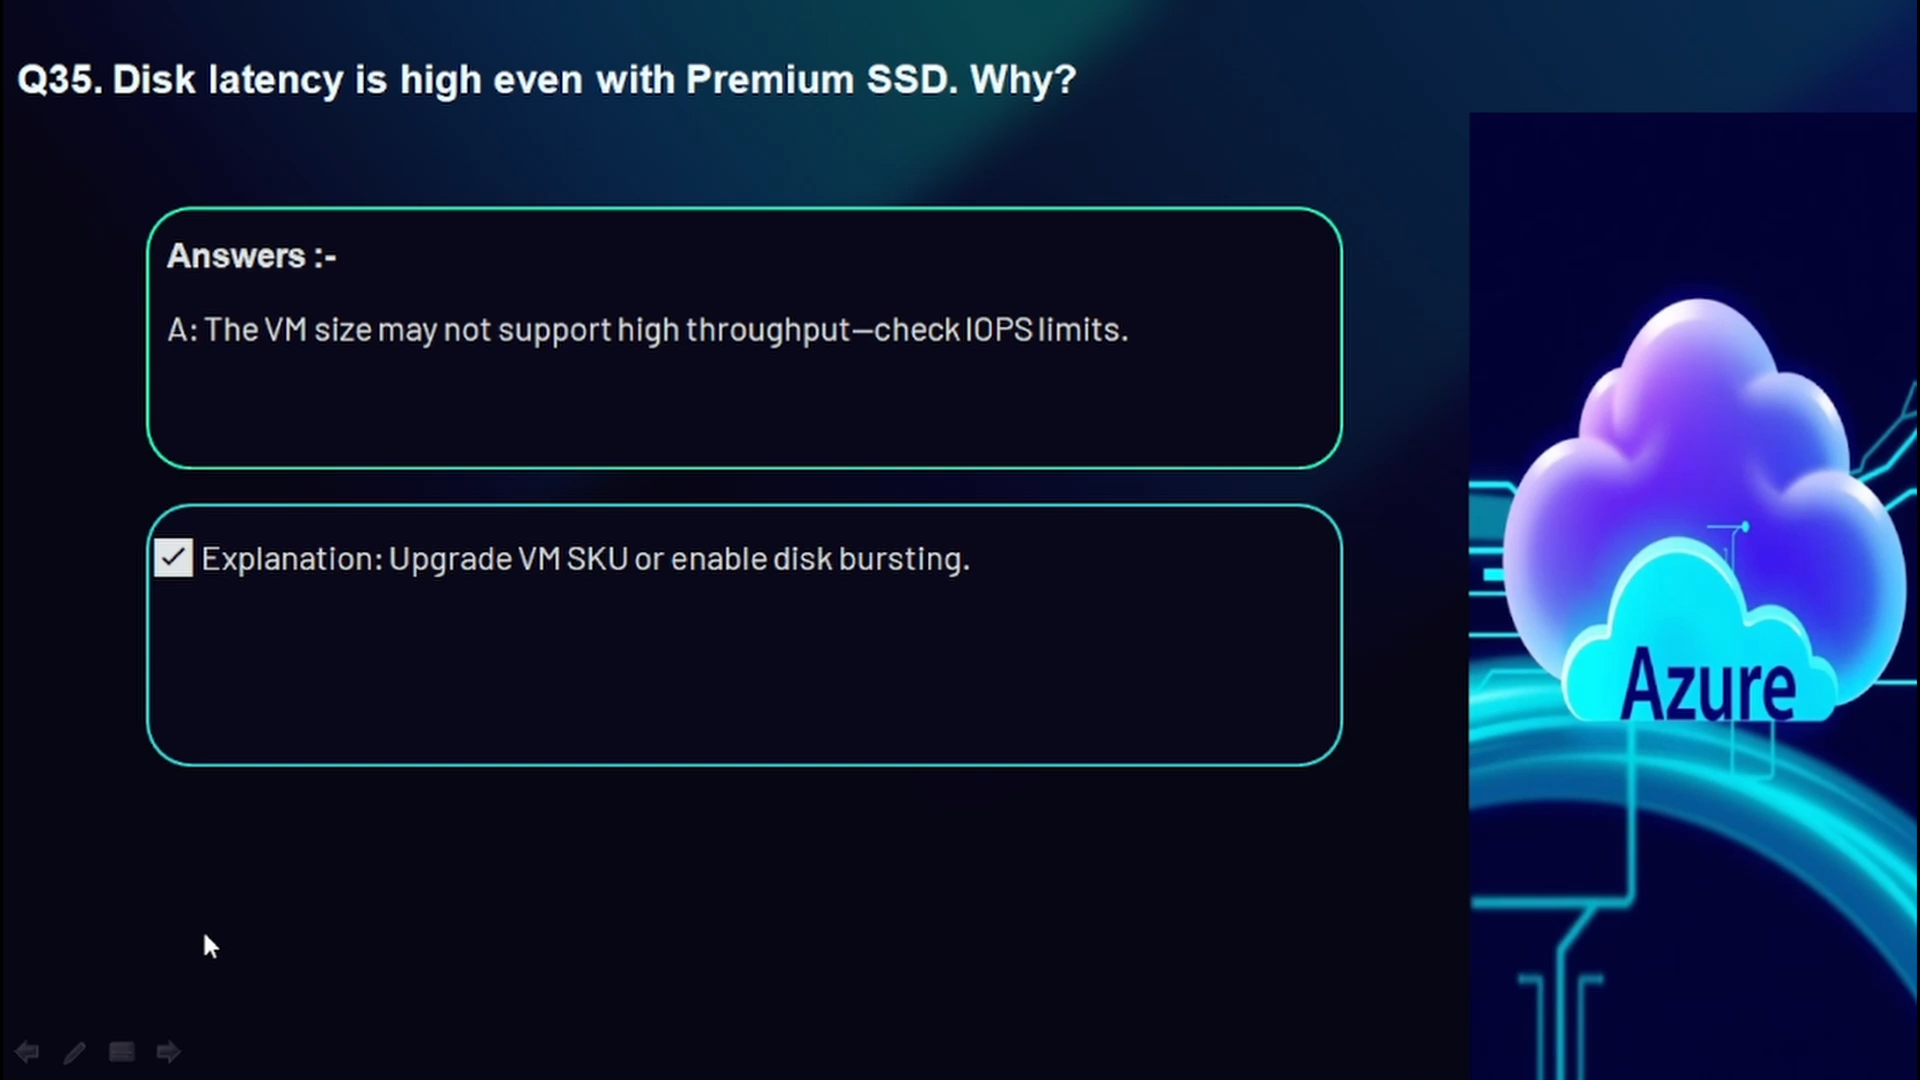 Q35. Disk latency is high even with Premium SSD. Why?
Answers :-
A: The VM size may not support high throughput—check IOPS limits.
Explanation: Upgrade VM SKU or enable disk bursting.
Azure